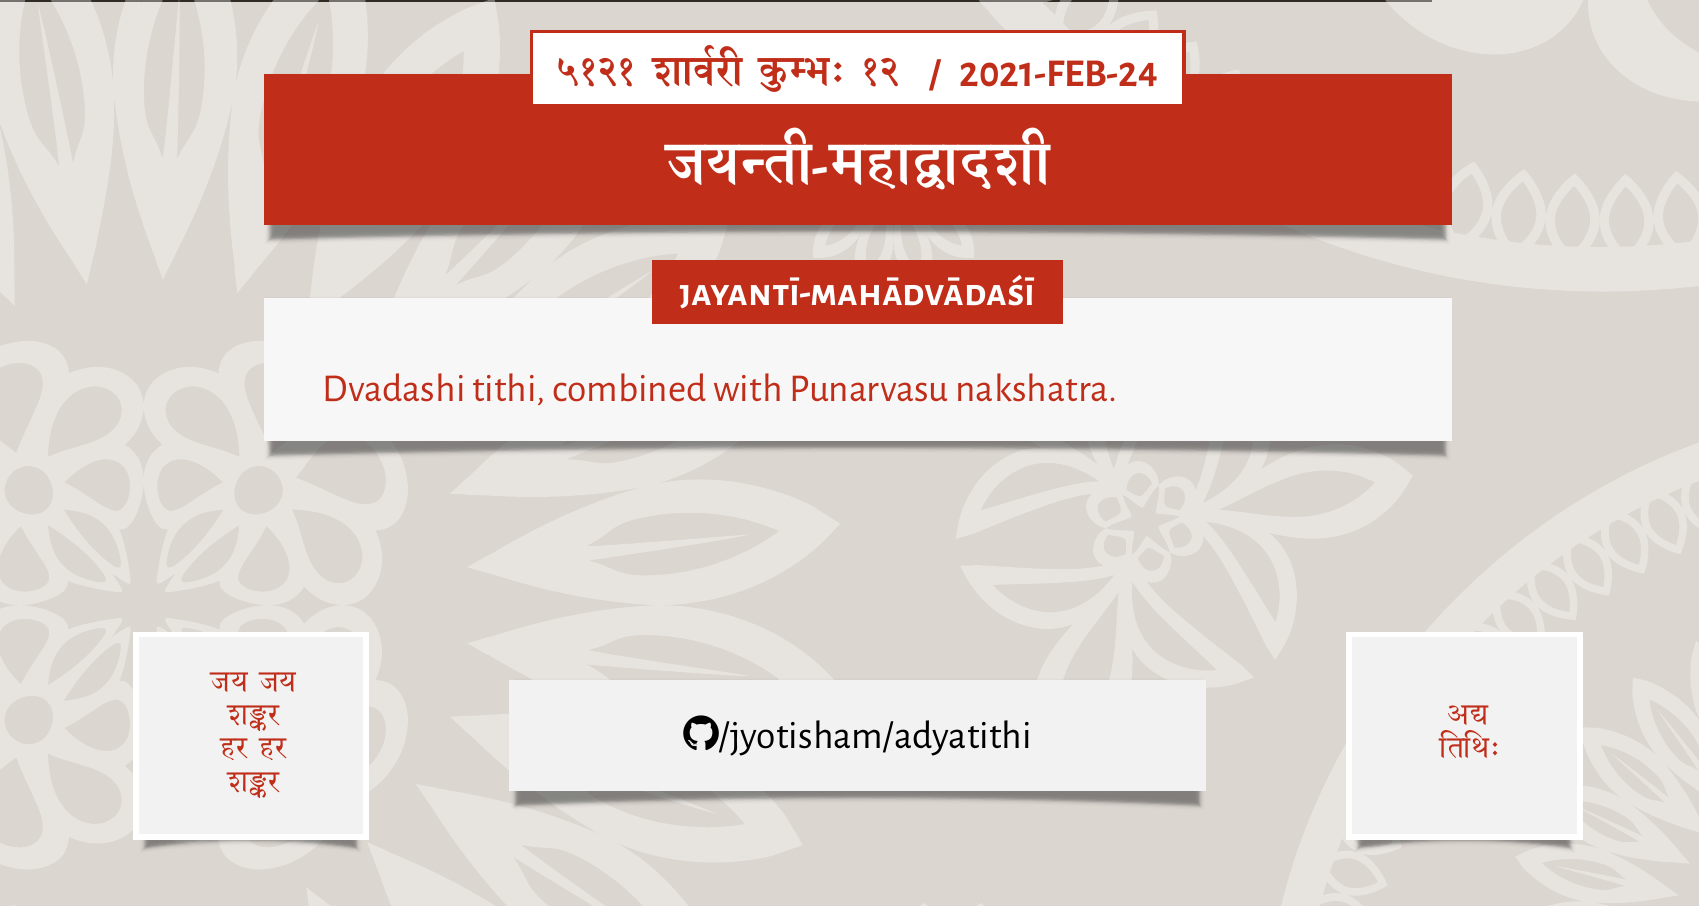 ५१२१ शार्वरी कुम्भः १२ / 2021-FEB-24
जयन्ती-महाद्वादशी
JAYANTĪ-MAHĀDVĀDAŚĪ
Dvadashi tithi, combined with Punarvasu nakshatra.
जय जय
शङ्कर
हर हर
शङ्कर
/jyotisham/adyatithi
अद्य
तिथिः